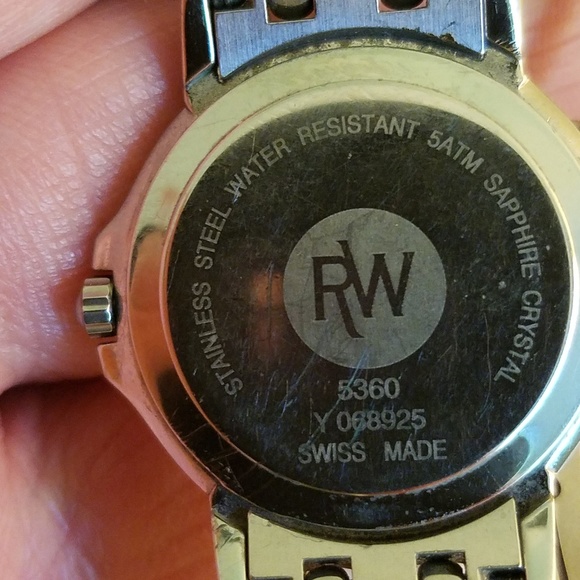 STAINLESS STEEL WATER RESISTANT 5ATM SAPPHIRE CRYSTAL
RW
5360
Y 068925
SWISS MADE